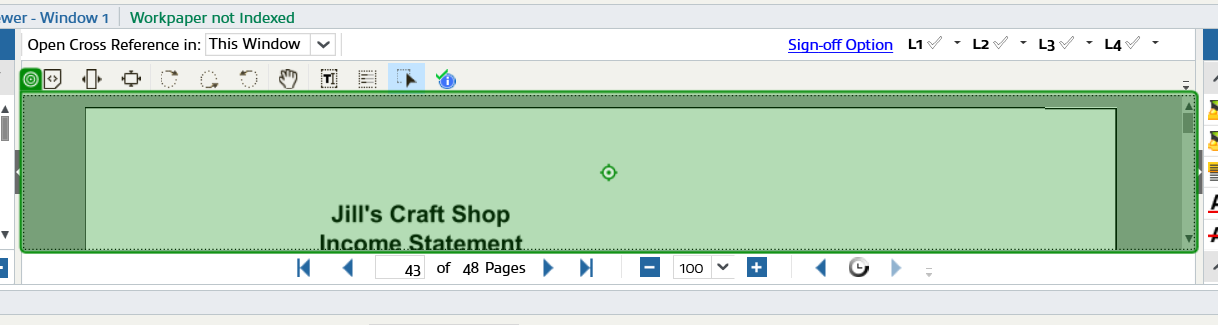 ewer - Window 1 Workpaper not Indexed
Open Cross Reference in: This Window Sign-off Option L1 L2 L3 L4
Jill's Craft Shop
Income Statement
43 of 48 Pages 100